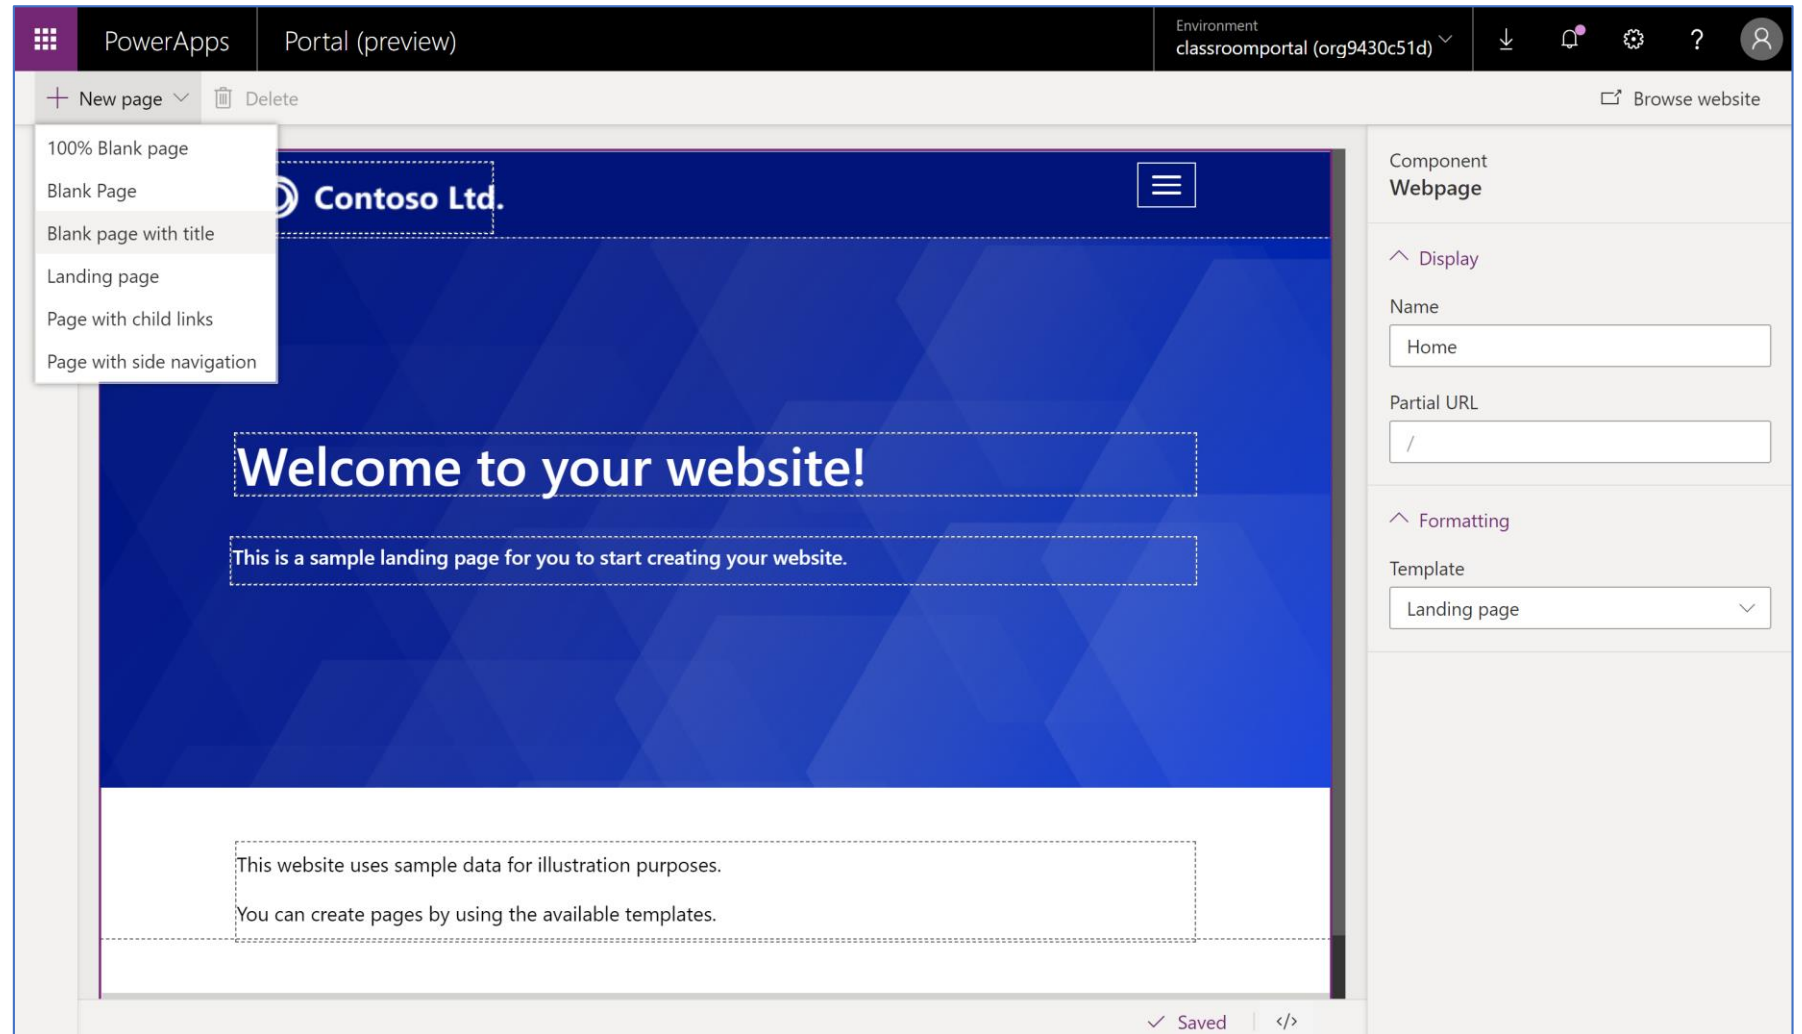 PowerApps
Portal (preview)
Environment
classroomportal (org9430c51d)
?
New page
Delete
Browse website
100% Blank page
Blank Page
Blank page with title
Landing page
Page with child links
Page with side navigation
Contoso Ltd.
Welcome to your website!
This is a sample landing page for you to start creating your website.
This website uses sample data for illustration purposes.
You can create pages by using the available templates.
Saved
</>
Component
Webpage
Display
Name
Home
Partial URL
/
Formatting
Template
Landing page